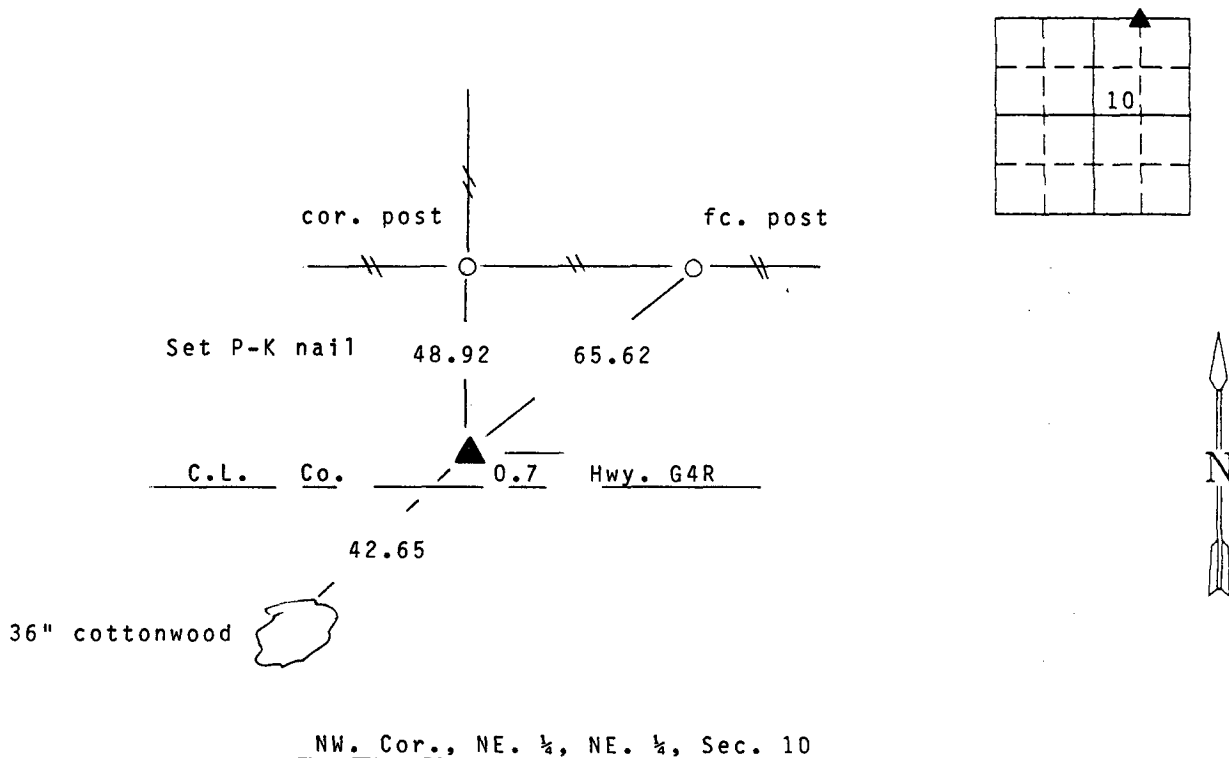 10
cor. post fc. post
Set P-K nail 48.92 65.62
C.L. Co. 0.7 Hwy. G4R
N
42.65
36" cottonwood
NW. Cor., NE. ¼, NE. ¼, Sec. 10